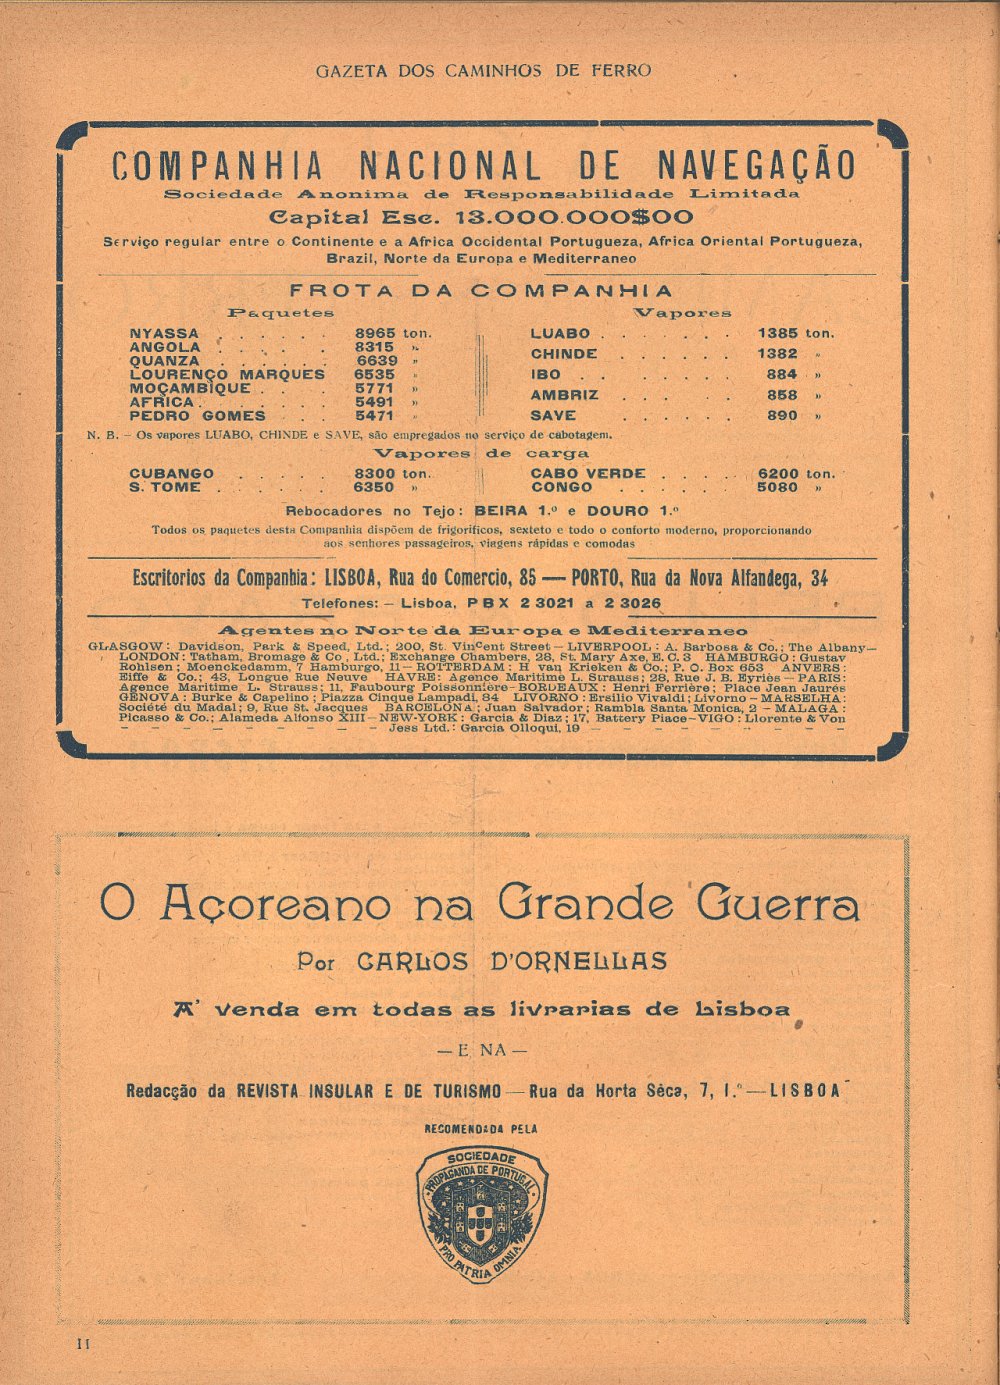 GAZETA DOS CAMINHOS DE FERRO
COMPANHIA NACIONAL DE NAVEGAÇÃO
Sociedade Anonima de Responsabilidade Limitada
Capital Esc. 13.000.000$00
Serviço regular entre o Continente e a Africa Occidental Portugueza, Africa Oriental Portugueza,
Brazil, Norte da Europa e Mediterraneo
FROTA DA COMPANHIA
Paquetes
NYASSA . . . . . 8965 ton.
ANGOLA . . . . . 8315 »
QUANZA . . . . . 6639 »
LOURENÇO MARQUES 6535 »
MOÇAMBIQUE . . . 5771 »
AFRICA . . . . . 5491 »
PEDRO GOMES . . . 5471 »
Vapores
LUABO . . . . . . 1385 ton.
CHINDE . . . . . 1382 »
IBO . . . . . . 884 »
AMBRIZ . . . . . 858 »
SAVE . . . . . . 890 »
N. B. – Os vapores LUABO, CHINDE e SAVE, são empregados no serviço de cabotagem.
Vapores de carga
CUBANGO . . . . 8300 ton.
S. TOME . . . . . 6350 »
CABO VERDE . . . . 6200 ton.
CONGO . . . . . 5080 »
Rebocadores no Tejo: BEIRA 1.º e DOURO 1.º
Todos os paquetes desta Companhia dispõem de frigorificos, sexteto e todo o conforto moderno, proporcionando
aos senhores passageiros, viagens rápidas e comodas
Escritorios da Companhia: LISBOA, Rua do Comercio, 85 — PORTO, Rua da Nova Alfandega, 34
Telefones: – Lisboa, P B X 2 3021 a 2 3026
Agentes no Norte da Europa e Mediterraneo
GLASGOW: Davidson, Park & Speed, Ltd.; 200, St. Vincent Street – LIVERPOOL: A. Barbosa & Co.; The Albany–
LONDON: Tatham, Bromage & Co, Ltd.; Exchange Chambers, 28, St. Mary Axe, E. C. 3 HAMBURGO: Gustav
Rohlsen; Moenckedamm, 7 Hamburgo, 11 – ROTTERDAM: H van Krieken & Co.; P. O. Box 653 ANVERS:
Eiffe & Co.; 43, Longue Rue Neuve HAVRE: Agence Maritime L. Strauss; 28, Rue J. B. Eyriès – PARIS:
Agence Maritime L. Strauss; 11, Faubourg Poissonnière – BORDEAUX: Henri Ferrière; Place Jean Jaurés
GENOVA: Burke & Capelino; Piazza Cinque Lampadi, 84 LIVORNO: Ersilio Vivaldi; Livorno – MARSELHA:
Société du Madal; 9, Rue St. Jacques BARCELONA; Juan Salvador; Rambla Santa Monica, 2 – MALAGA:
Picasso & Co.; Alameda Alfonso XIII – NEW-YORK: Garcia & Diaz; 17, Battery Piace – VIGO: Llorente & Von
Jess Ltd.: Garcia Olloqui, 19
O Açoreano na Grande Guerra
Por CARLOS D'ORNELLAS
A' venda em todas as livrarias de Lisboa
— E NA —
Redacção da REVISTA INSULAR E DE TURISMO — Rua da Horta Sêca, 7, 1.º — LISBOA
RECOMENDADA PELA
SOCIEDADE
PROPAGANDA DE PORTUGAL
PRO PATRIA OMNIA
II